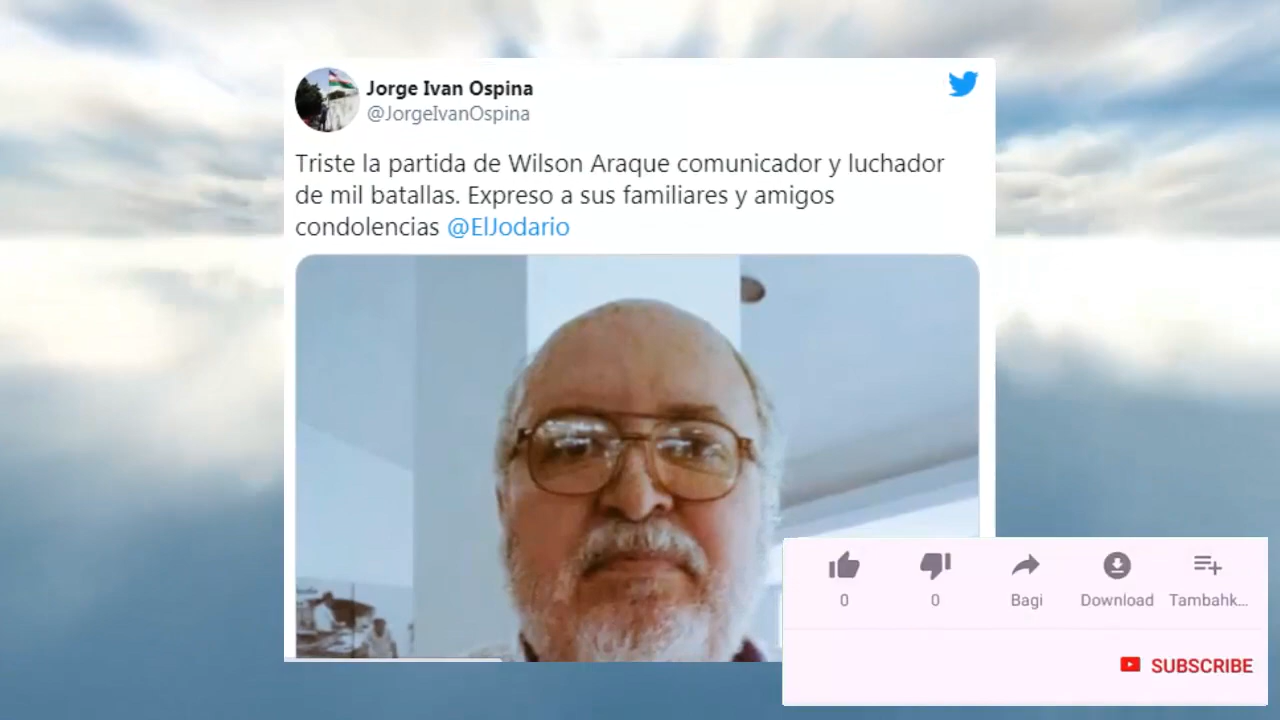 Jorge Ivan Ospina
@JorgeIvanOspina
Triste la partida de Wilson Araque comunicador y luchador
de mil batallas. Expreso a sus familiares y amigos
condolencias @ElJodario
0
0
Bagi
Download
Tambahk...
SUBSCRIBE